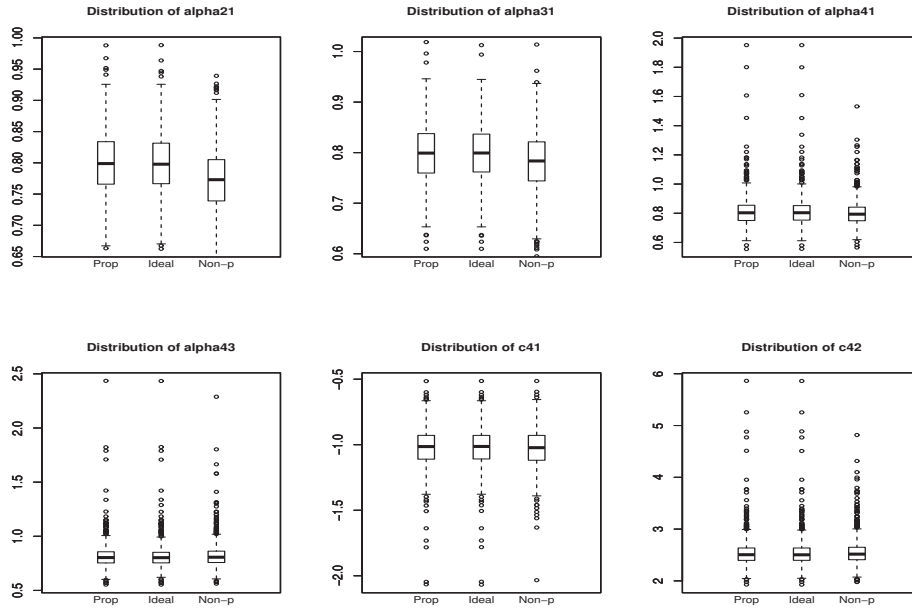 Distribution of alpha21
Distribution of alpha31
Distribution of alpha41
1.00
0.95
0.90
0.85
0.80
0.75
0.70
0.65
1.0
0.9
0.8
0.7
0.6
2.0
1.8
1.6
1.4
1.2
1.0
0.8
0.6
Prop Ideal Non-p
Prop Ideal Non-p
Prop Ideal Non-p
Distribution of alpha43
Distribution of c41
Distribution of c42
2.5
2.0
1.5
1.0
0.5
−0.5
−1.0
−1.5
−2.0
6
5
4
3
2
Prop Ideal Non-p
Prop Ideal Non-p
Prop Ideal Non-p